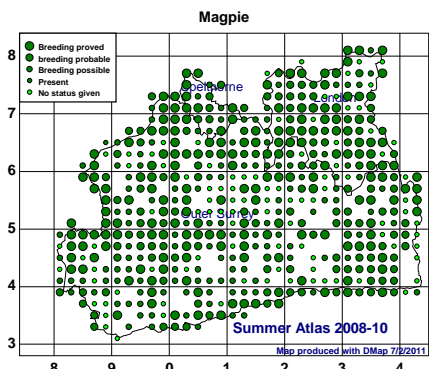 Magpie
Breeding proved
breeding probable
Breeding possible
Present
No status given
Spelthorne
London
Outer Surrey
8
7
6
5
4
3
Summer Atlas 2008-10
Map produced with DMap 7/2/2011
8 9 0 1 2 3 4